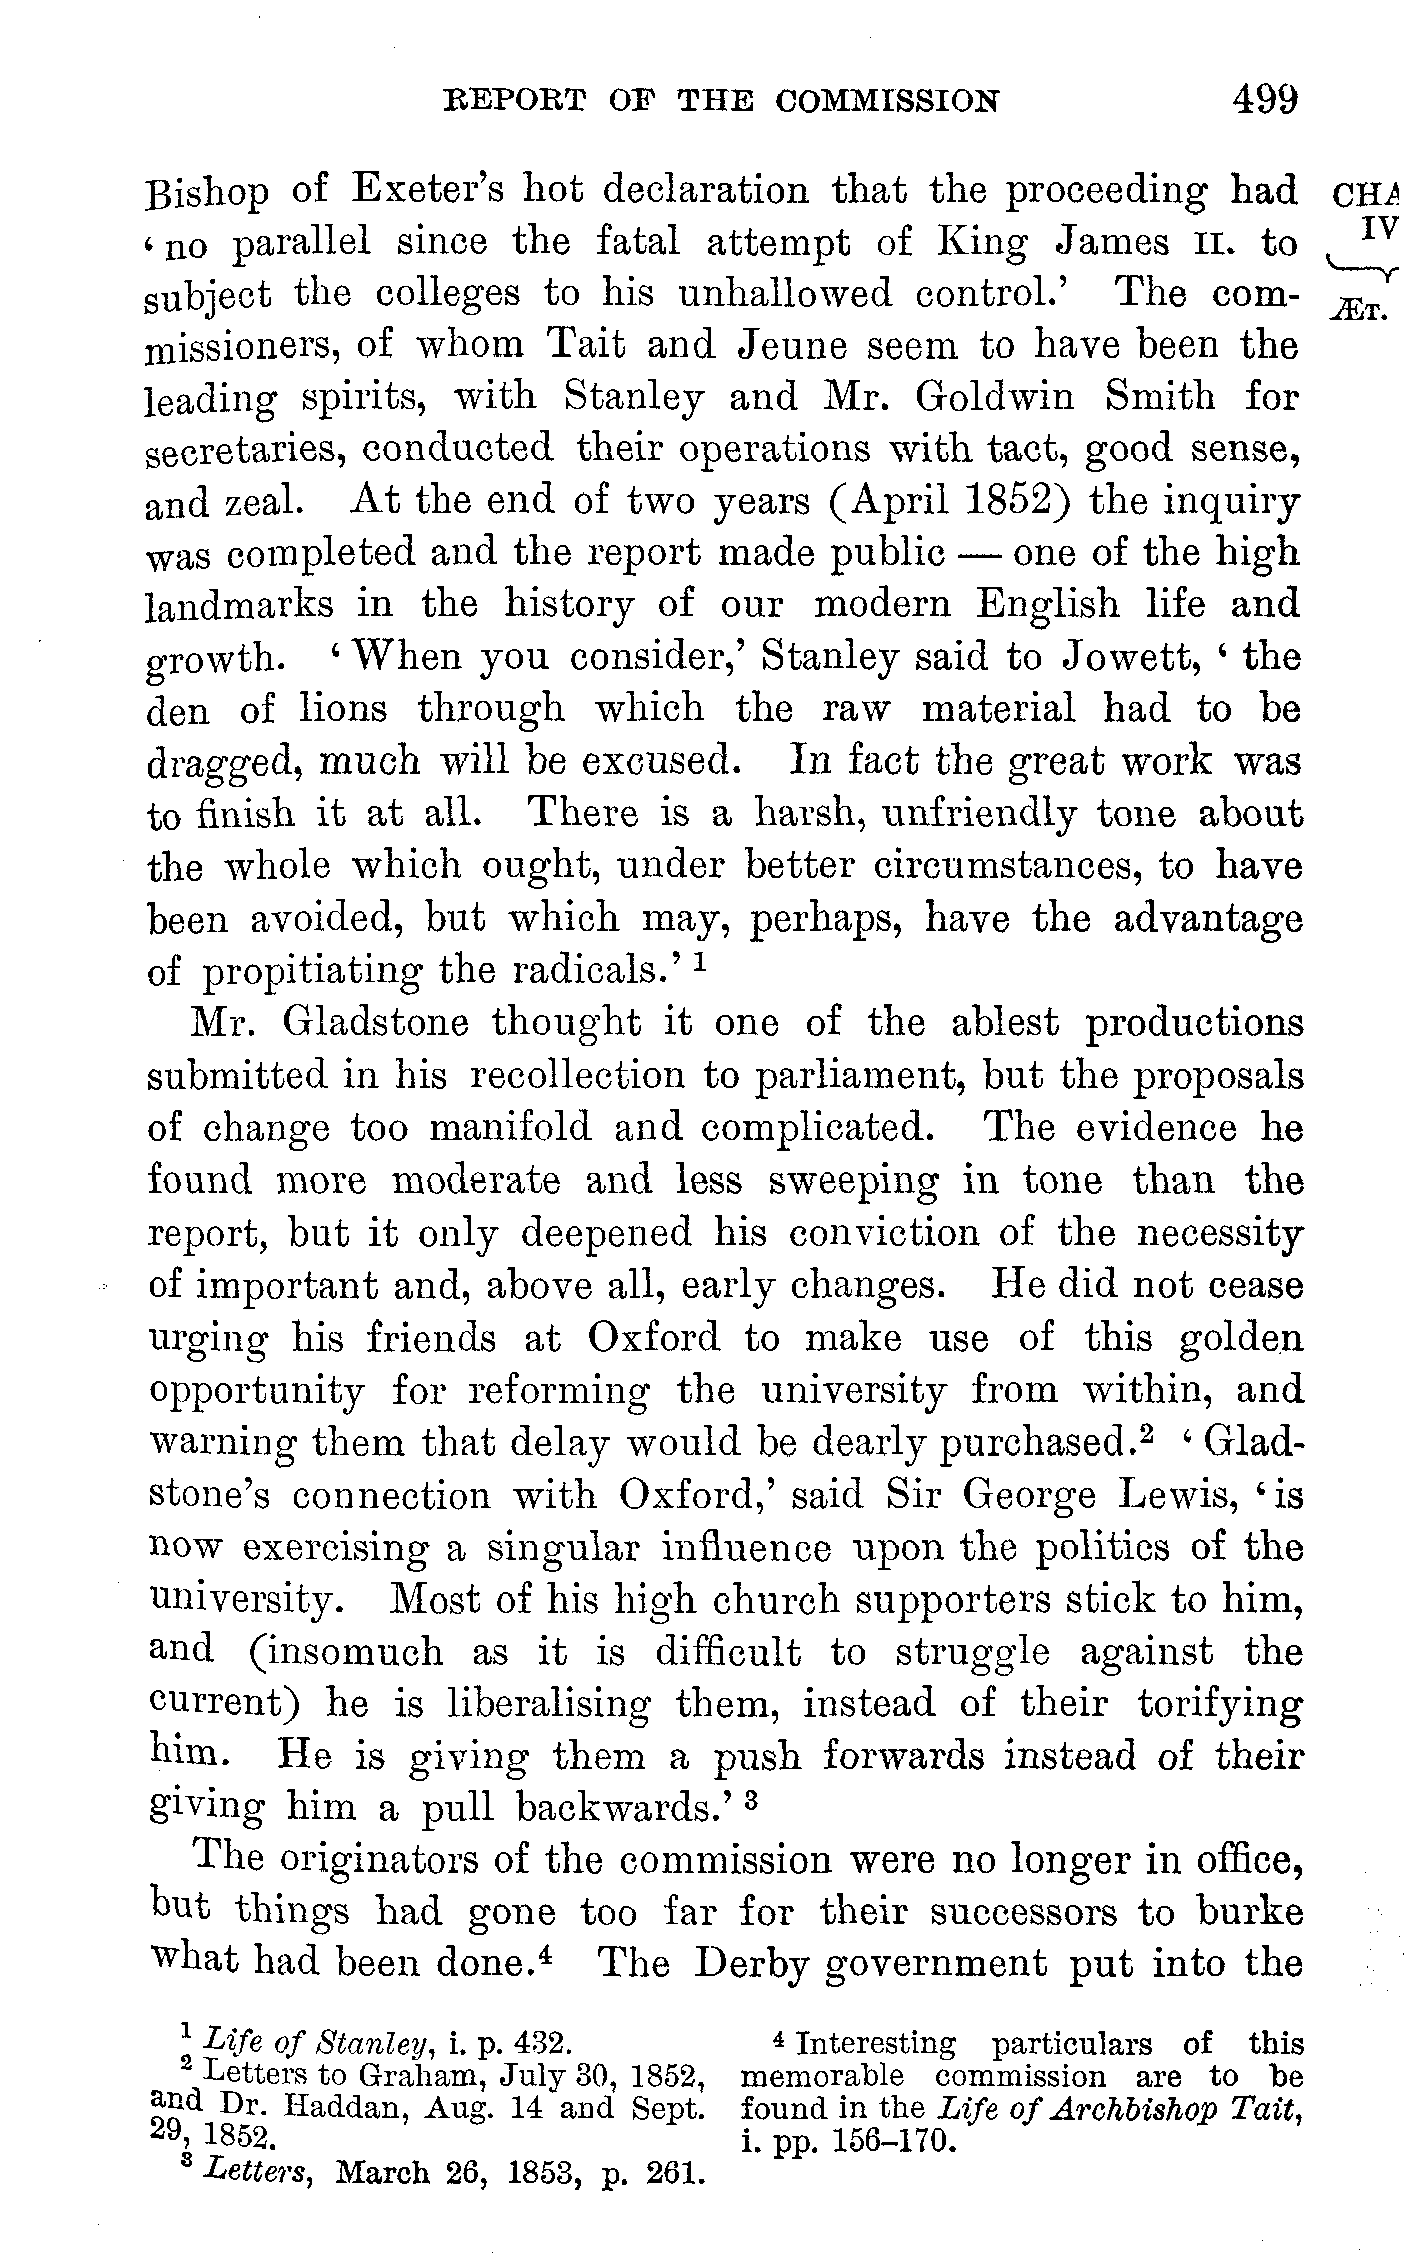 REPORT OF THE COMMISSION 499
Bishop of Exeter's hot declaration that the proceeding had
‘no parallel since the fatal attempt of King James II. to
subject the colleges to his unhallowed control.’ The com-
missioners, of whom Tait and Jeune seem to have been the
leading spirits, with Stanley and Mr. Goldwin Smith for
secretaries, conducted their operations with tact, good sense,
and zeal. At the end of two years (April 1852) the inquiry
was completed and the report made public — one of the high
landmarks in the history of our modern English life and
growth. ‘When you consider,’ Stanley said to Jowett, ‘the
den of lions through which the raw material had to be
dragged, much will be excused. In fact the great work was
to finish it at all. There is a harsh, unfriendly tone about
the whole which ought, under better circumstances, to have
been avoided, but which may, perhaps, have the advantage
of propitiating the radicals.’ 1
Mr. Gladstone thought it one of the ablest productions
submitted in his recollection to parliament, but the proposals
of change too manifold and complicated. The evidence he
found more moderate and less sweeping in tone than the
report, but it only deepened his conviction of the necessity
of important and, above all, early changes. He did not cease
urging his friends at Oxford to make use of this golden
opportunity for reforming the university from within, and
warning them that delay would be dearly purchased.2 ‘Glad-
stone's connection with Oxford,’ said Sir George Lewis, ‘is
now exercising a singular influence upon the politics of the
university. Most of his high church supporters stick to him,
and (insomuch as it is difficult to struggle against the
current) he is liberalising them, instead of their torifying
him. He is giving them a push forwards instead of their
giving him a pull backwards.’ 3
The originators of the commission were no longer in office,
but things had gone too far for their successors to burke
what had been done.4 The Derby government put into the
CHA
IV
ÆT.
1 Life of Stanley, i. p. 432.
2 Letters to Graham, July 30, 1852,
and Dr. Haddan, Aug. 14 and Sept.
29, 1852.
3 Letters, March 26, 1853, p. 261.
4 Interesting particulars of this
memorable commission are to be
found in the Life of Archbishop Tait,
i. pp. 156–170.